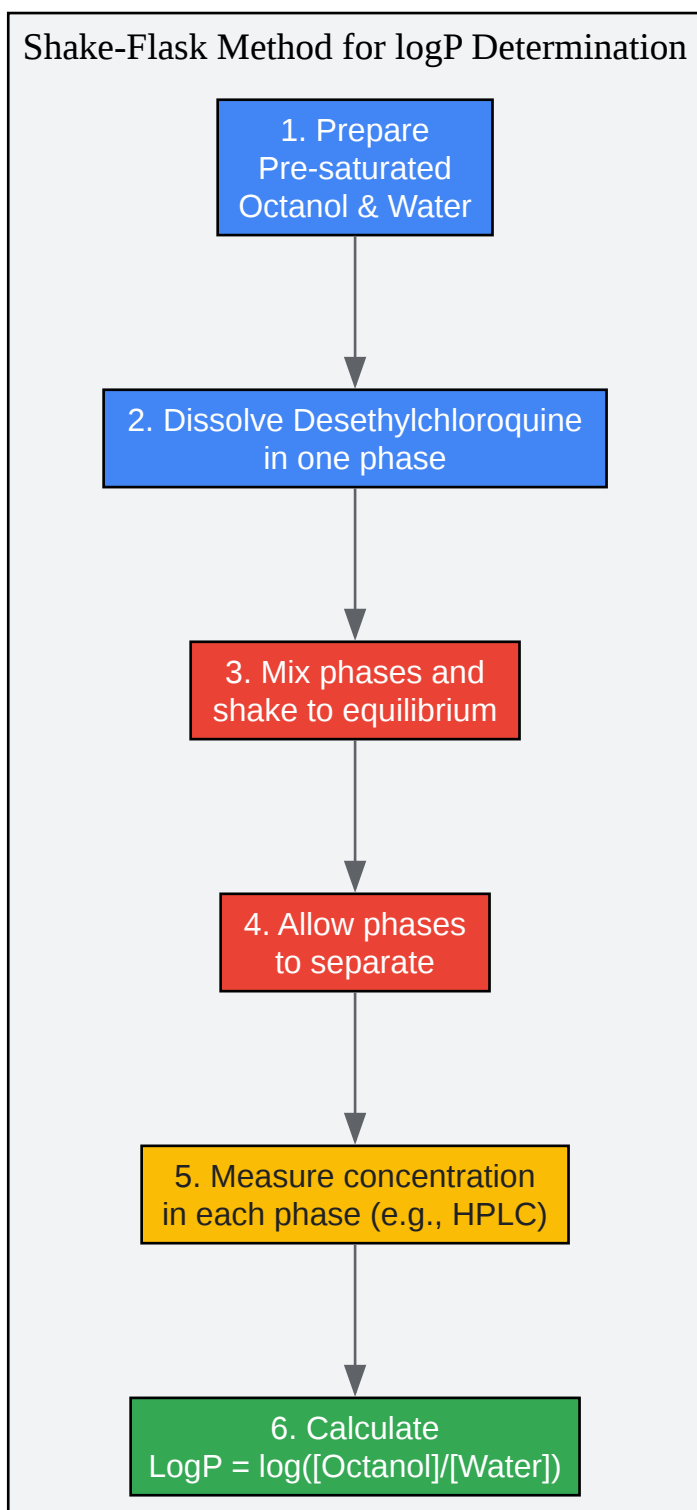 Shake-Flask Method for logP Determination
1. Prepare
Pre-saturated
Octanol & Water
2. Dissolve Desethylchloroquine
in one phase
3. Mix phases and
shake to equilibrium
4. Allow phases
to separate
5. Measure concentration
in each phase (e.g., HPLC)
6. Calculate
LogP = log([Octanol]/[Water])